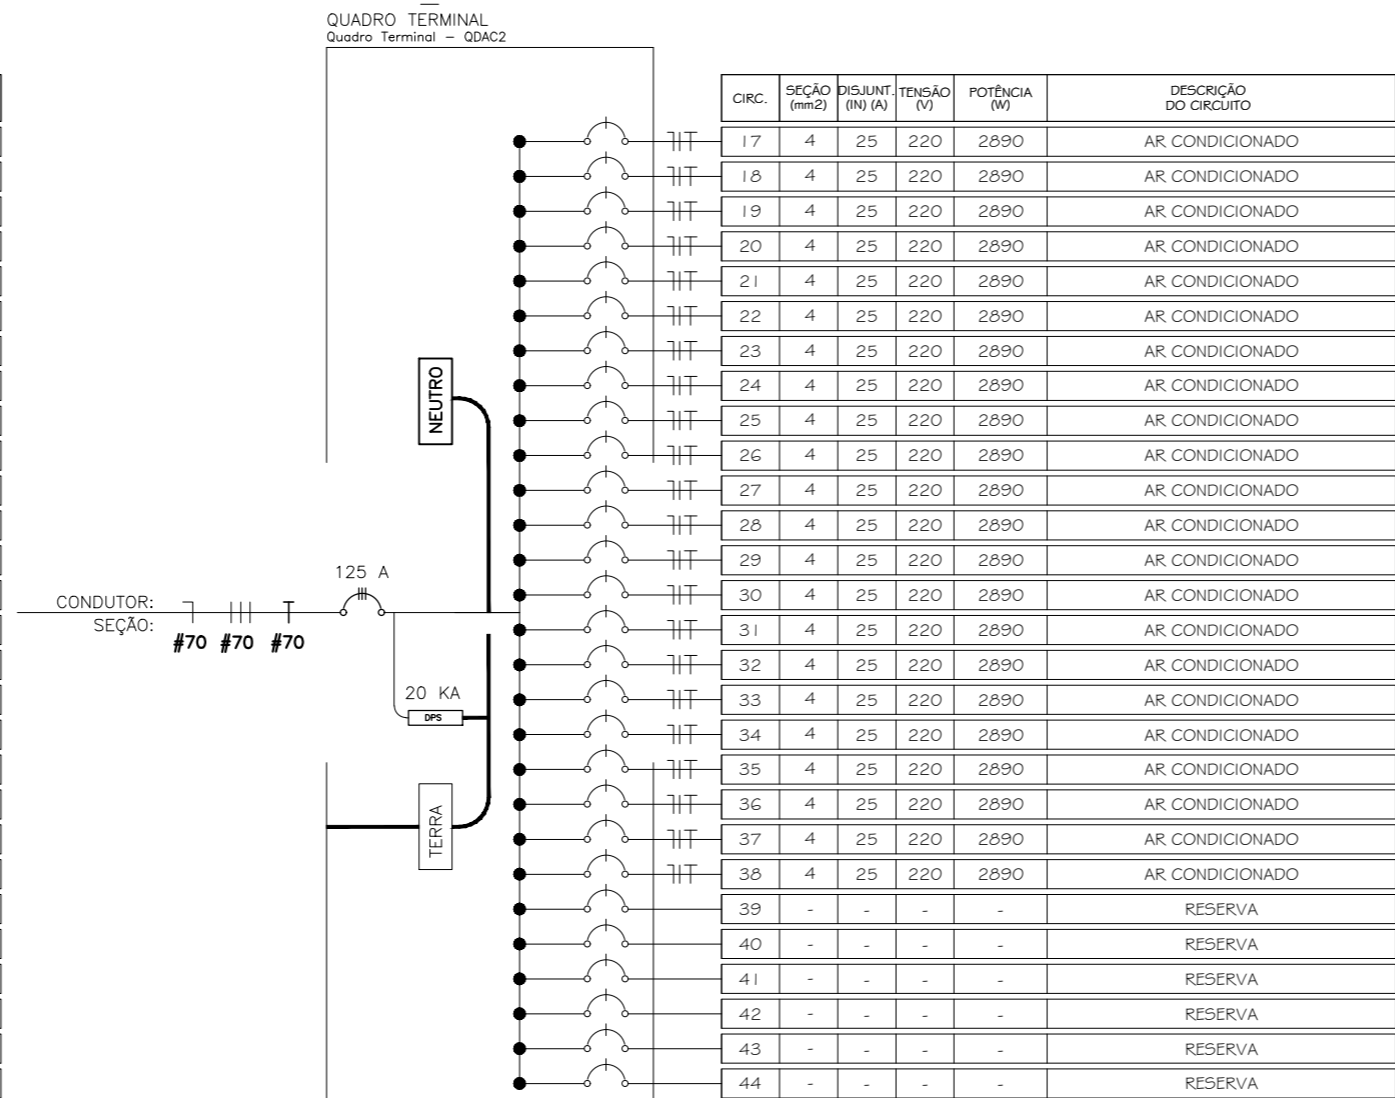 QUADRO TERMINAL
Quadro Terminal - QDAC2
CIRC. SEÇÃO (mm2) DISJUNT. (IN) (A) TENSÃO (V) POTÊNCIA (W) DESCRIÇÃO DO CIRCUITO
17 4 25 220 2890 AR CONDICIONADO
18 4 25 220 2890 AR CONDICIONADO
19 4 25 220 2890 AR CONDICIONADO
20 4 25 220 2890 AR CONDICIONADO
21 4 25 220 2890 AR CONDICIONADO
22 4 25 220 2890 AR CONDICIONADO
23 4 25 220 2890 AR CONDICIONADO
24 4 25 220 2890 AR CONDICIONADO
25 4 25 220 2890 AR CONDICIONADO
26 4 25 220 2890 AR CONDICIONADO
27 4 25 220 2890 AR CONDICIONADO
28 4 25 220 2890 AR CONDICIONADO
29 4 25 220 2890 AR CONDICIONADO
30 4 25 220 2890 AR CONDICIONADO
31 4 25 220 2890 AR CONDICIONADO
32 4 25 220 2890 AR CONDICIONADO
33 4 25 220 2890 AR CONDICIONADO
34 4 25 220 2890 AR CONDICIONADO
35 4 25 220 2890 AR CONDICIONADO
36 4 25 220 2890 AR CONDICIONADO
37 4 25 220 2890 AR CONDICIONADO
38 4 25 220 2890 AR CONDICIONADO
39 - - - - RESERVA
40 - - - - RESERVA
41 - - - - RESERVA
42 - - - - RESERVA
43 - - - - RESERVA
44 - - - - RESERVA
NEUTRO
125 A
CONDUTOR:
SEÇÃO:
#70 #70 #70
20 KA
DPS
TERRA